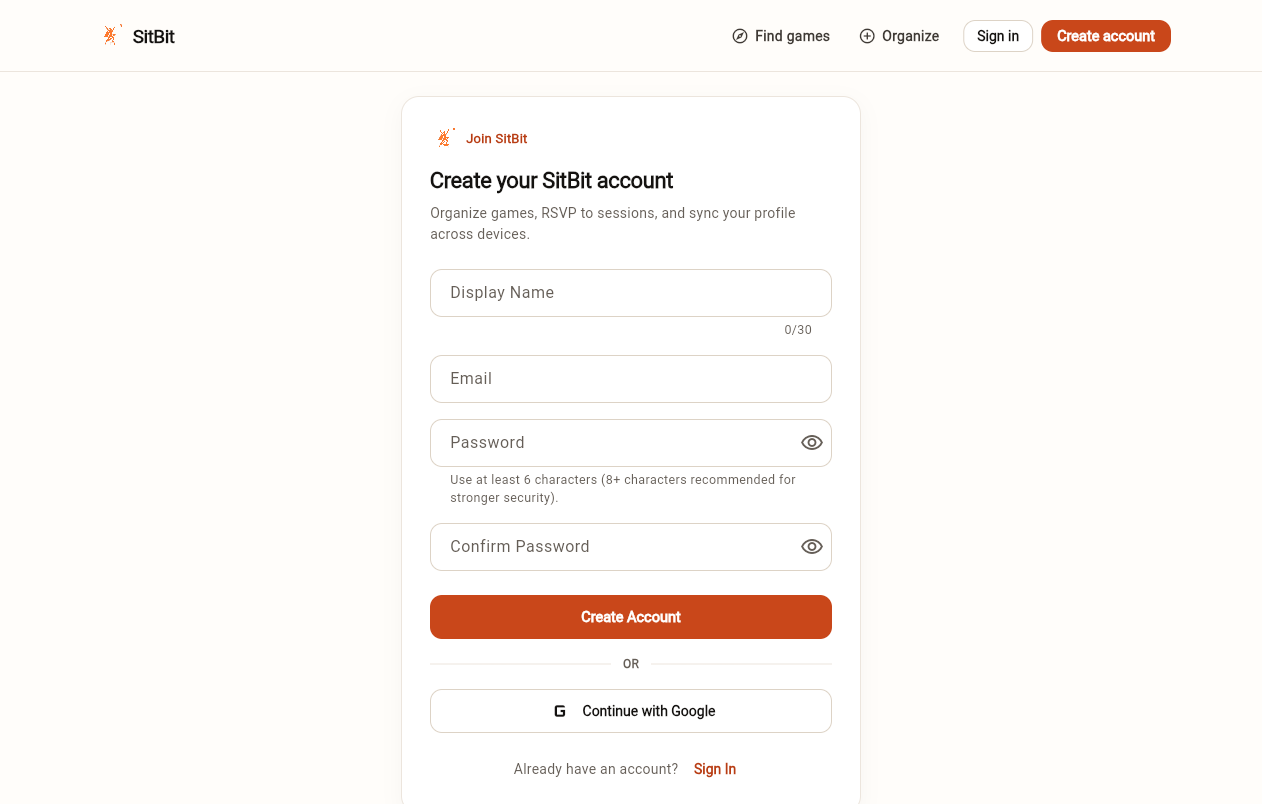 SitBit
Find games
Organize
Sign in
Create account
Join SitBit
Create your SitBit account
Organize games, RSVP to sessions, and sync your profile
across devices.
Display Name
0/30
Email
Password
Use at least 6 characters (8+ characters recommended for
stronger security).
Confirm Password
Create Account
OR
G Continue with Google
Already have an account? Sign In